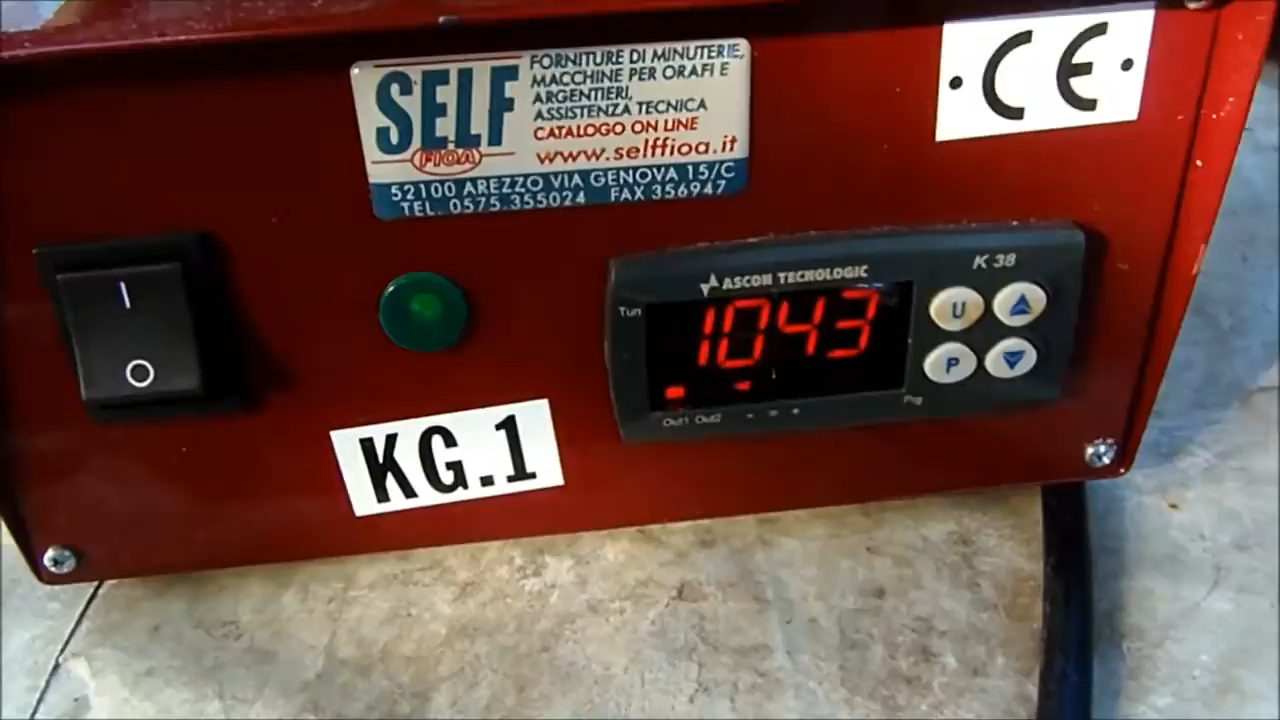 SELF
FIOA
FORNITURE DI MINUTERIE,
MACCHINE PER ORAFI E
ARGENTIERI,
ASSISTENZA TECNICA
CATALOGO ON LINE
www.selffioa.it
52100 AREZZO VIA GENOVA 15/C
TEL. 0575.355024 FAX 356947
CE
I
O
KG.1
ASCON TECNOLOGIC
K 38
Tun
1043
U
P
Out1 Out2
Prg